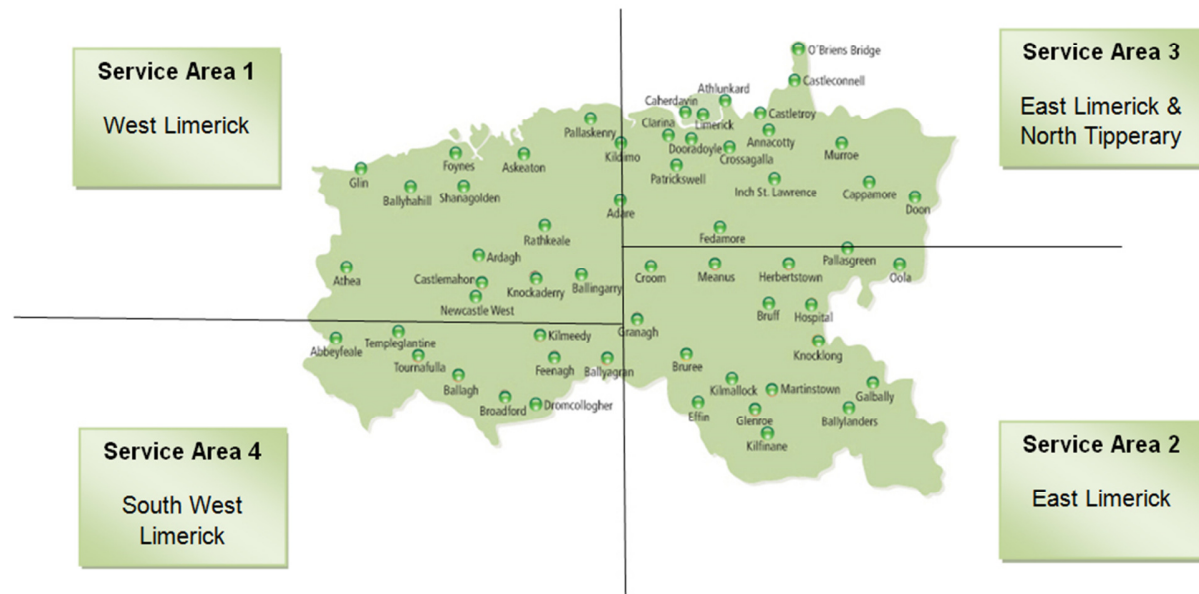 Service Area 1
West Limerick
Service Area 3
East Limerick &
North Tipperary
O'Briens Bridge
Castleconnell
Athlunkard
Caherdavin
Clarina
Limerick
Castletroy
Pallaskenry
Kildimo
Dooradoyle
Annacotty
Crossagalla
Murroe
Foynes
Askeaton
Patrickswell
Glin
Inch St. Lawrence
Ballyhahill
Shanagolden
Cappamore
Doon
Adare
Rathkeale
Fedamore
Ardagh
Pallasgreen
Athea
Castlemahon
Knockaderry
Ballingarry
Croom
Meanus
Herbertstown
Oola
Newcastle West
Bruff
Hospital
Granagh
Abbeyfeale
Templeglantine
Kilmeedy
Tournafulla
Feenagh
Ballyagran
Bruree
Knocklong
Ballagh
Kilmallock
Martinstown
Galbally
Broadford
Dromcollogher
Effin
Glenroe
Ballylanders
Kilfinane
Service Area 4
South West
Limerick
Service Area 2
East Limerick